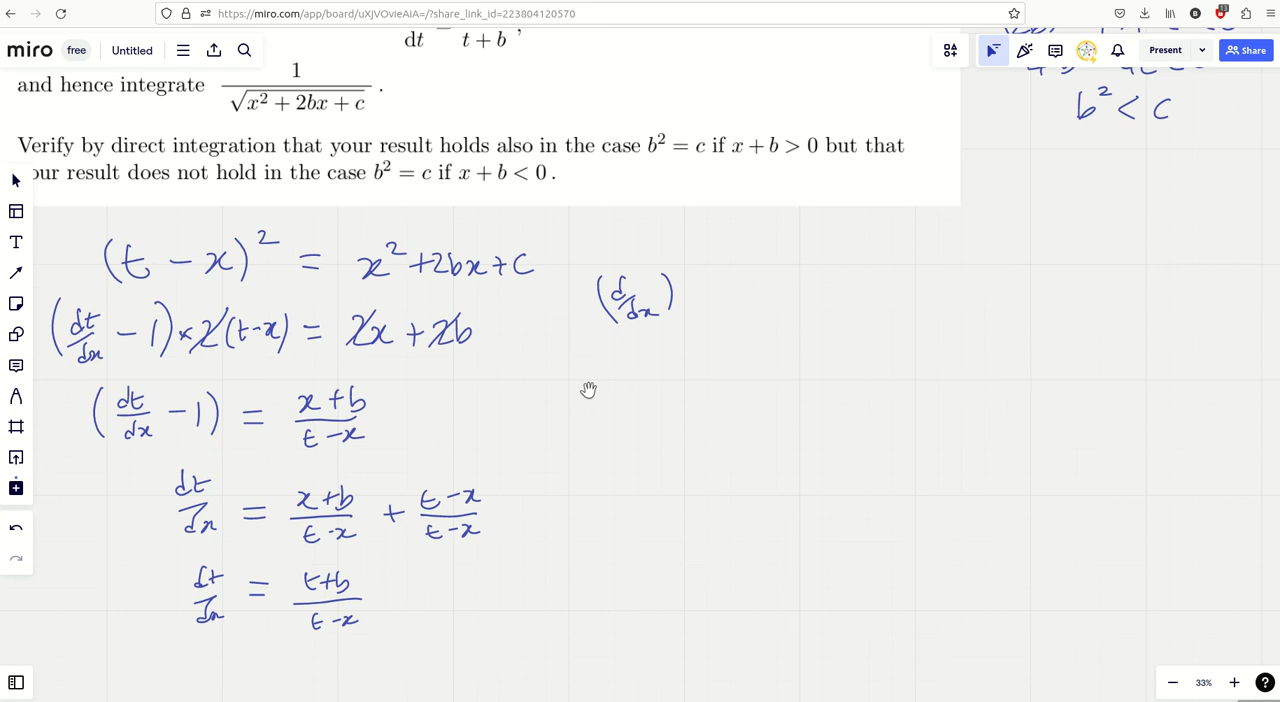 https://miro.com/app/board/uXJVOvieAIA=/?share_link_id=223804120570
miro free Untitled
Present Share
13
dt = t + b ,
and hence integrate 1 / √(x² + 2bx + c) .
b² < c
Verify by direct integration that your result holds also in the case b² = c if x + b > 0 but that
our result does not hold in the case b² = c if x + b < 0 .
(t - x)² = x² + 2bx + c
(d/dx)
(dt/dx - 1) × 2(t-x) = 2x + 2b
(dt/dx - 1) = (x+b)/(t-x)
dt/dx = (x+b)/(t-x) + (t-x)/(t-x)
dt/dx = (t+b)/(t-x)
33%